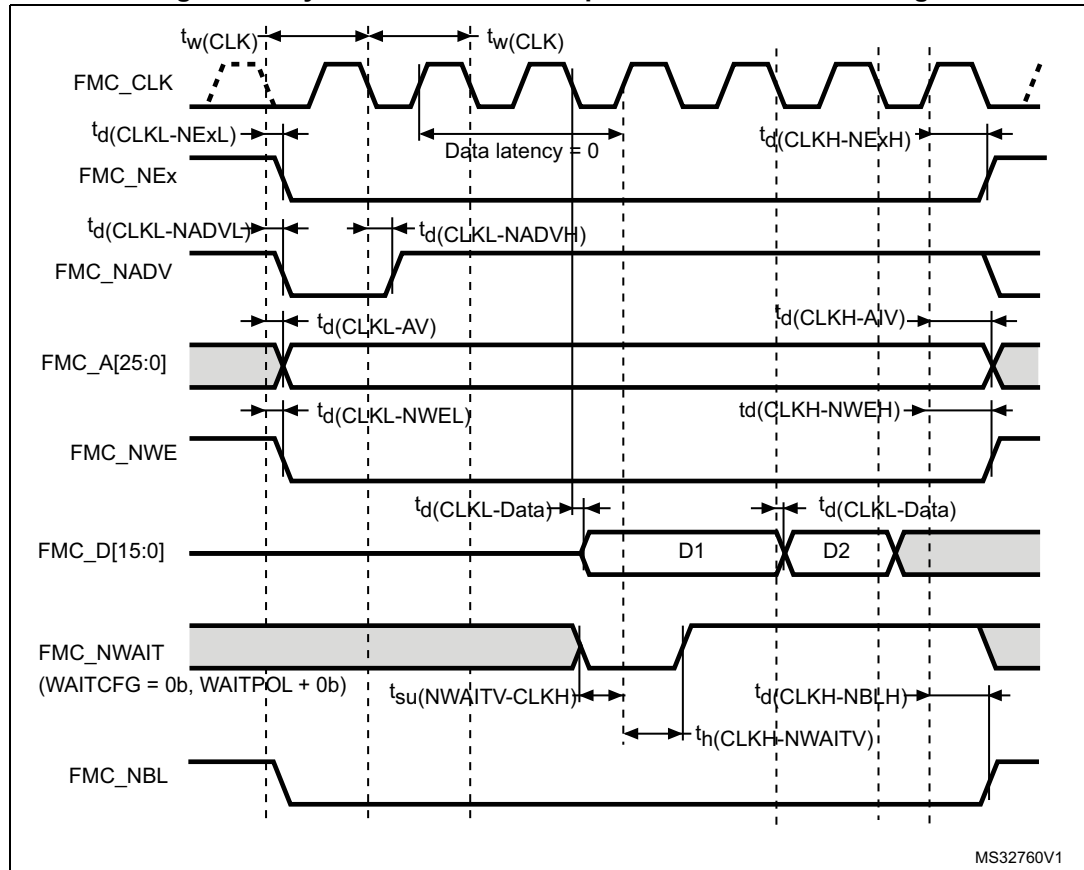 tw(CLK)
tw(CLK)
FMC_CLK
td(CLKL-NExL)
Data latency = 0
td(CLKH-NExH)
FMC_NEx
td(CLKL-NADVL)
td(CLKL-NADVH)
FMC_NADV
td(CLKL-AV)
td(CLKH-AIV)
FMC_A[25:0]
td(CLKL-NWEL)
td(CLKH-NWEH)
FMC_NWE
td(CLKL-Data)
td(CLKL-Data)
FMC_D[15:0]
D1
D2
FMC_NWAIT
(WAITCFG = 0b, WAITPOL + 0b)
tsu(NWAITV-CLKH)
td(CLKH-NBLH)
th(CLKH-NWAITV)
FMC_NBL
MS32760V1